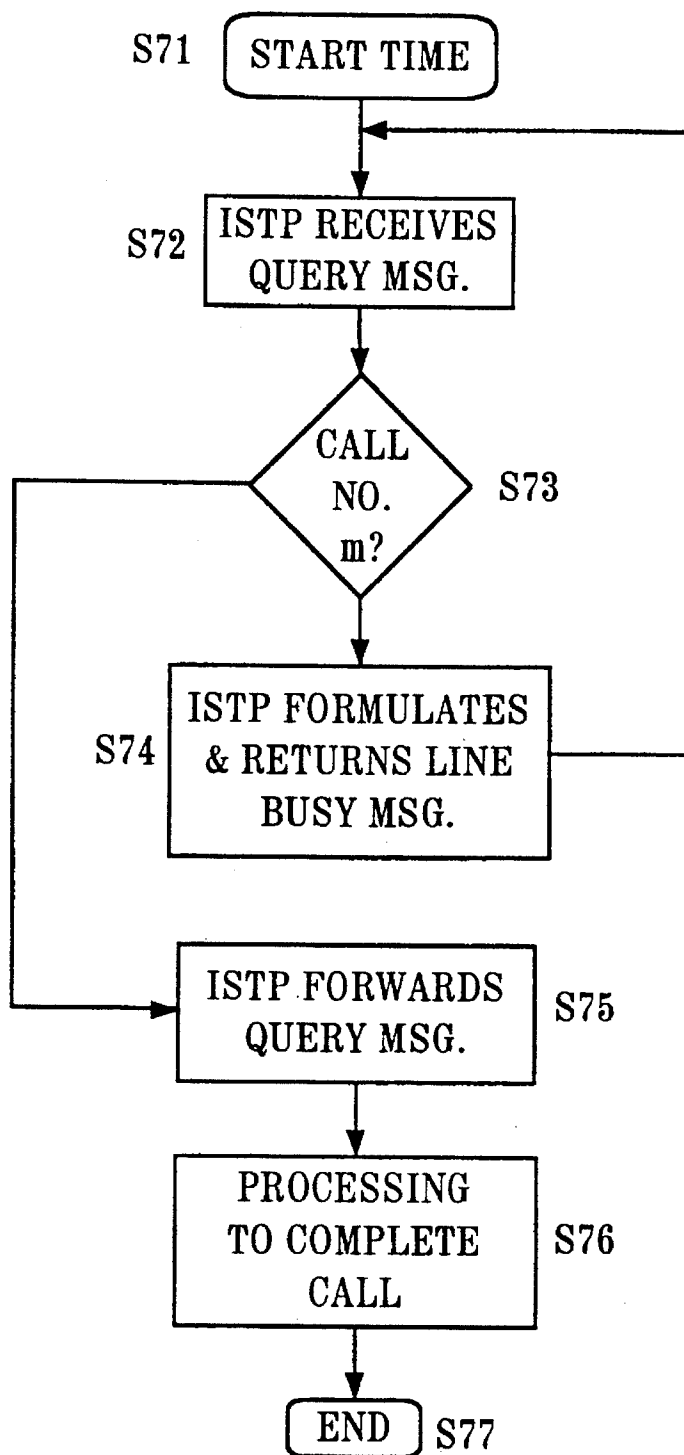 S71 START TIME
S72 ISTP RECEIVES
QUERY MSG.
CALL
NO.
m?
S73
S74 ISTP FORMULATES
& RETURNS LINE
BUSY MSG.
ISTP FORWARDS
QUERY MSG.
S75
PROCESSING
TO COMPLETE
CALL
S76
END S77